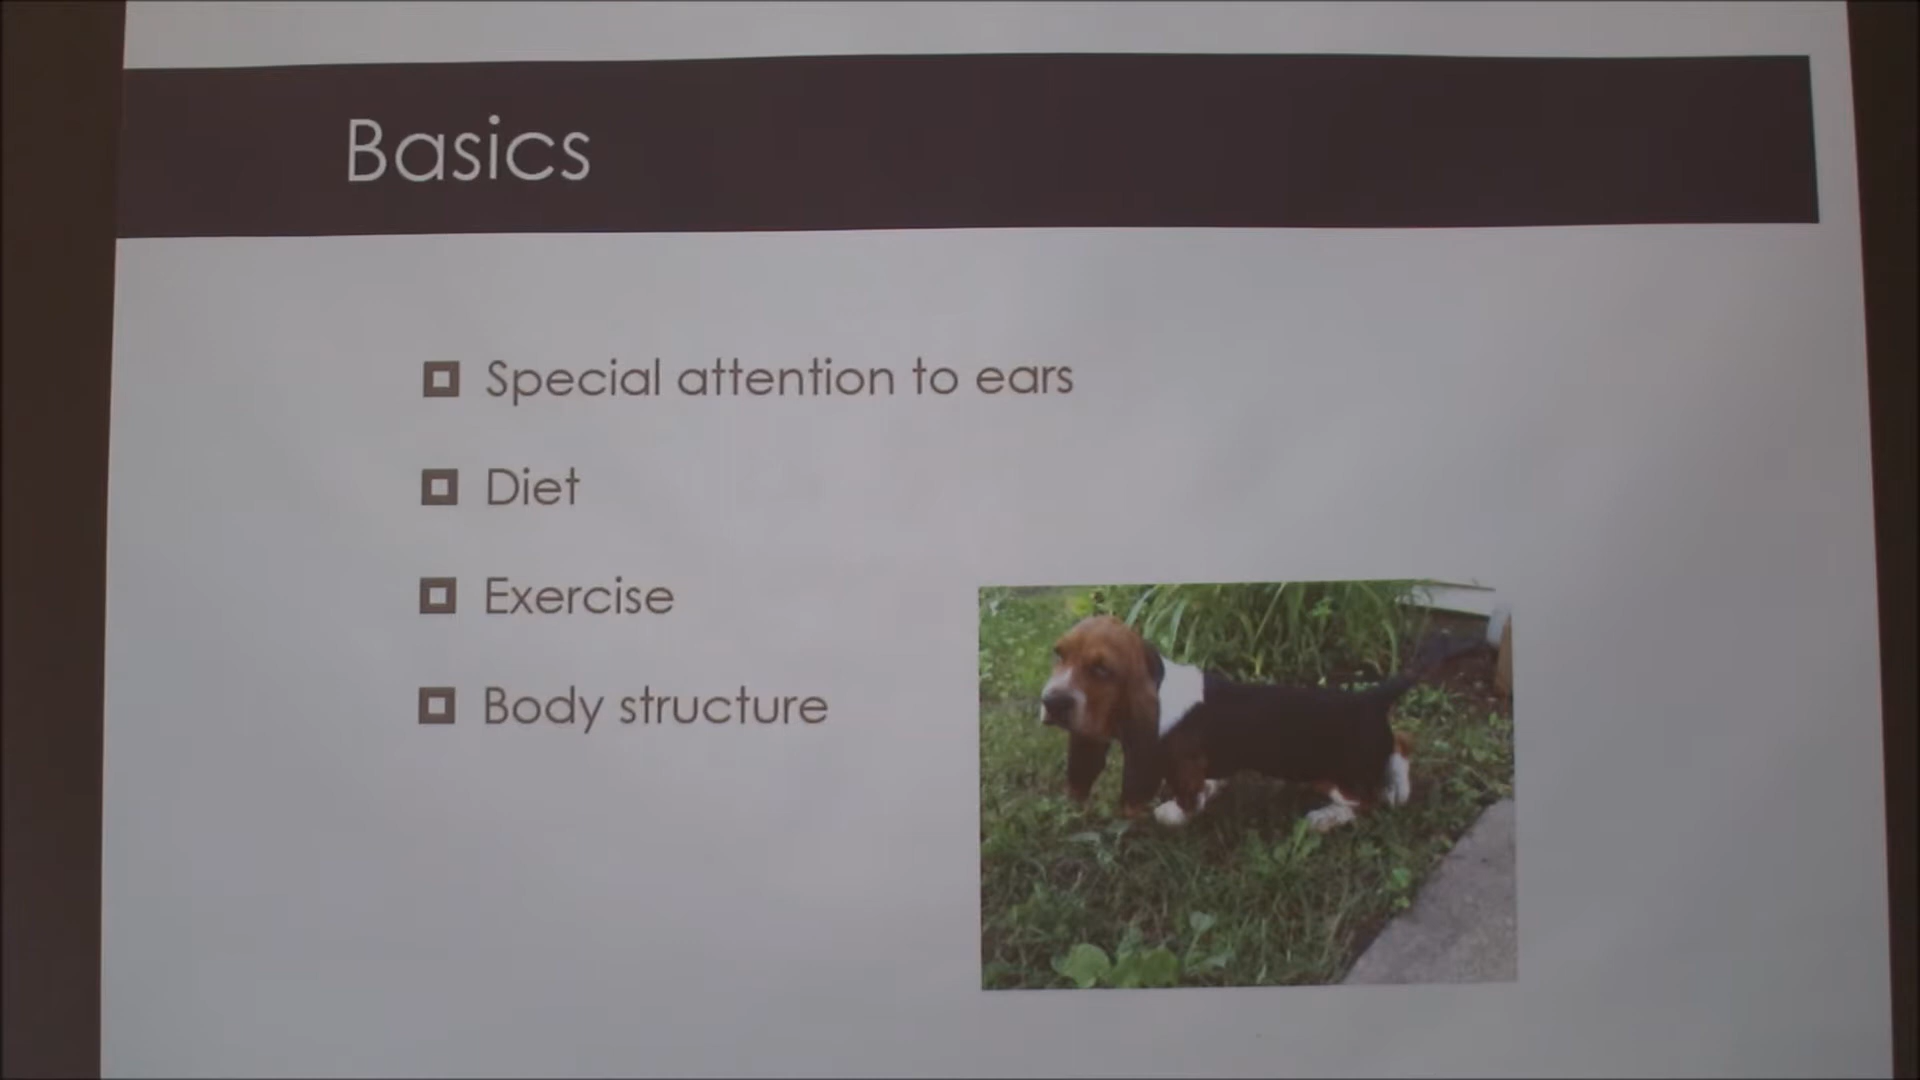 Basics
Special attention to ears
Diet
Exercise
Body structure